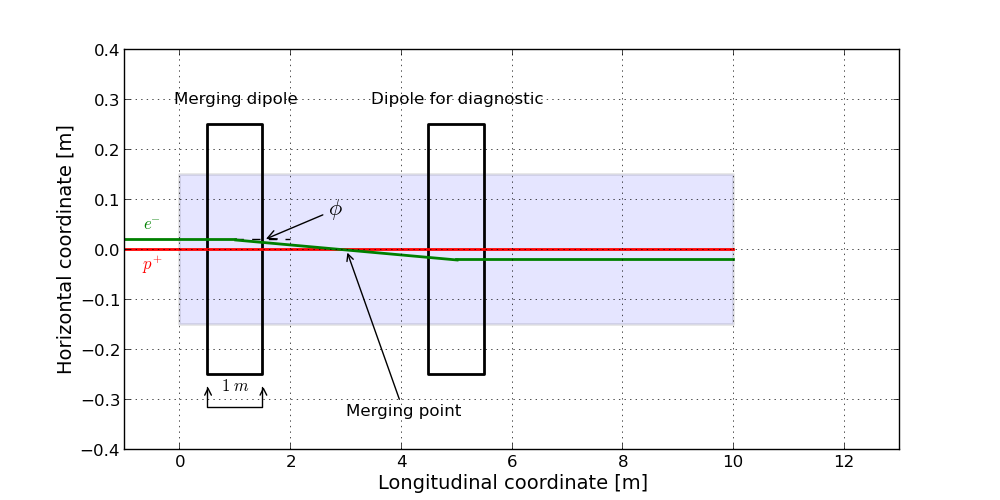 0.4
0.3
0.2
0.1
0.0
−0.1
−0.2
−0.3
−0.4
Horizontal coordinate [m]
Merging dipole
Dipole for diagnostic
e⁻
ϕ
p⁺
1 m
Merging point
0 2 4 6 8 10 12
Longitudinal coordinate [m]